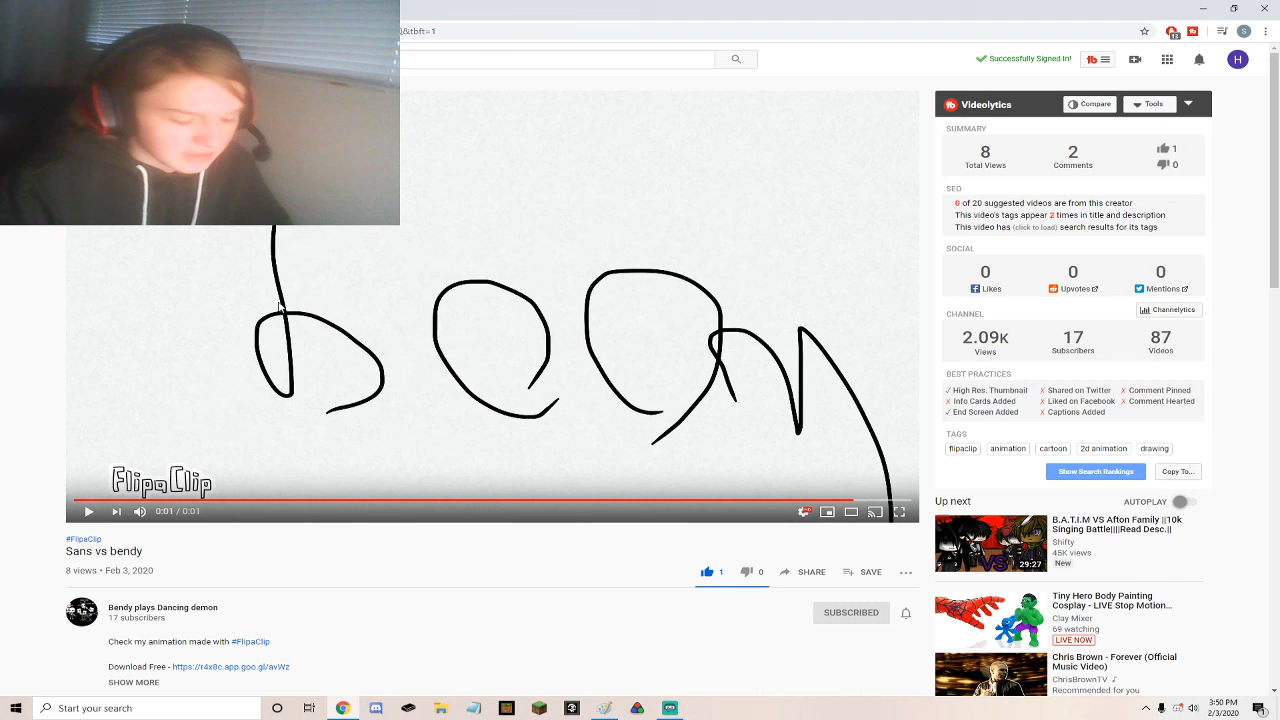 Q&tbft=1
13
S
Successfully Signed In!
H
Videolytics
Compare
Tools
SUMMARY
8
2
1
Total Views
Comments
0
SEO
0 of 20 suggested videos are from this creator
This video's tags appear 2 times in title and description
This video has (click to load) search results for its tags
SOCIAL
0
0
0
Likes
Upvotes
Mentions
CHANNEL
Channelytics
2.09K
17
87
Views
Subscribers
Videos
BEST PRACTICES
✓ High Res. Thumbnail ✗ Shared on Twitter ✗ Comment Pinned
✗ Info Cards Added ✗ Liked on Facebook ✗ Comment Hearted
✓ End Screen Added ✗ Captions Added
TAGS
flipaclip animation cartoon 2d animation drawing
Show Search Rankings
Copy To...
boom
FlipaClip
0:01 / 0:01
#FlipaClip
Sans vs bendy
8 views • Feb 3, 2020
1
0
SHARE
SAVE
Bendy plays Dancing demon
17 subscribers
SUBSCRIBED
Check my animation made with #FlipaClip
Download Free - https://r4x8c.app.goo.gl/avWz
SHOW MORE
Up next
AUTOPLAY
VS
29:27
B.A.T.I.M VS Afton Family ||10k
Singing Battle||||Read Desc.||
Shifty
45K views
New
Tiny Hero Body Painting
Cosplay - LIVE Stop Motion...
Clay Mixer
69 watching
LIVE NOW
Chris Brown - Forever (Official
Music Video)
ChrisBrownTV
Recommended for you
Start your search
3:50 PM
2/3/2020